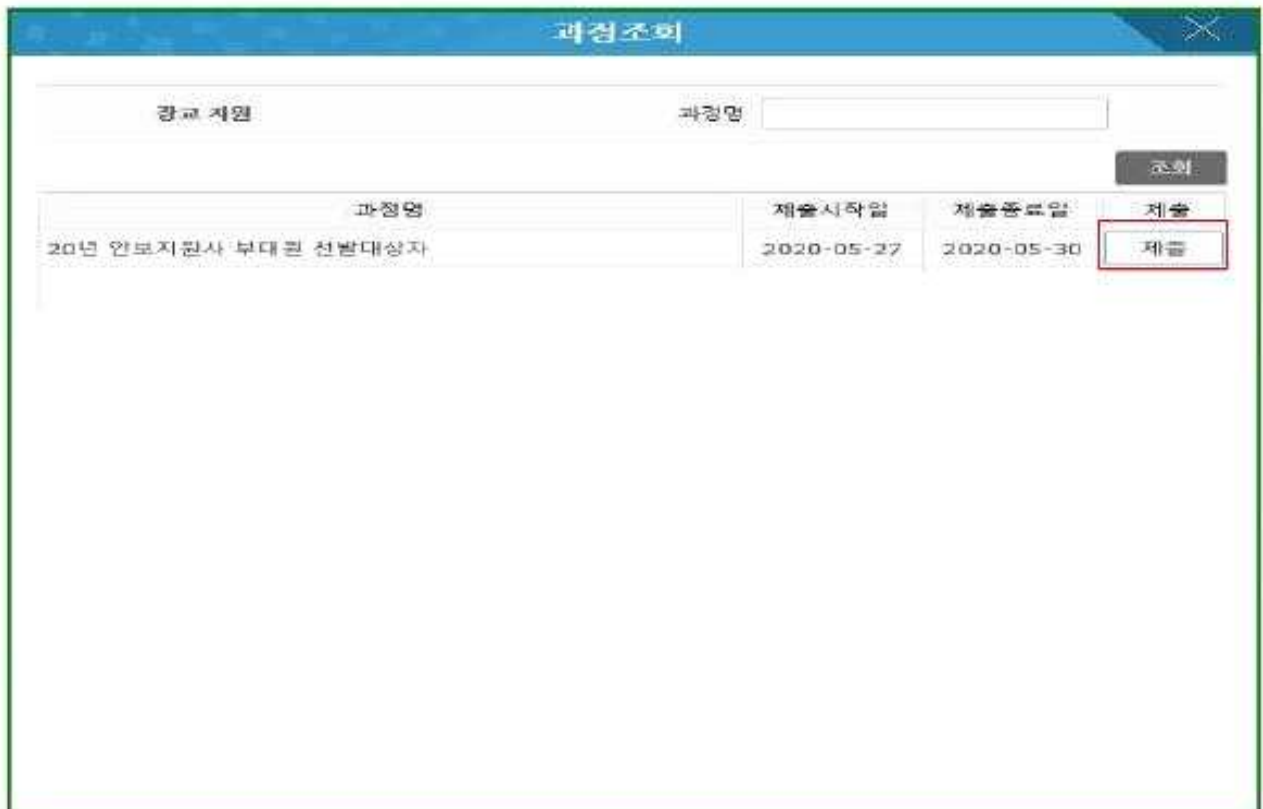 과정조회
장교 지원 과정명
조회
과정명 제출시작일 제출종료일 제출
20년 안보지원사 부대원 선발대상자 2020-05-27 2020-05-30 제출